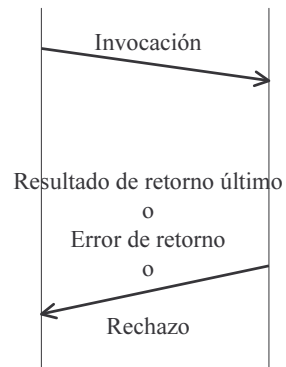 Invocación
Resultado de retorno último
o
Error de retorno
o
Rechazo